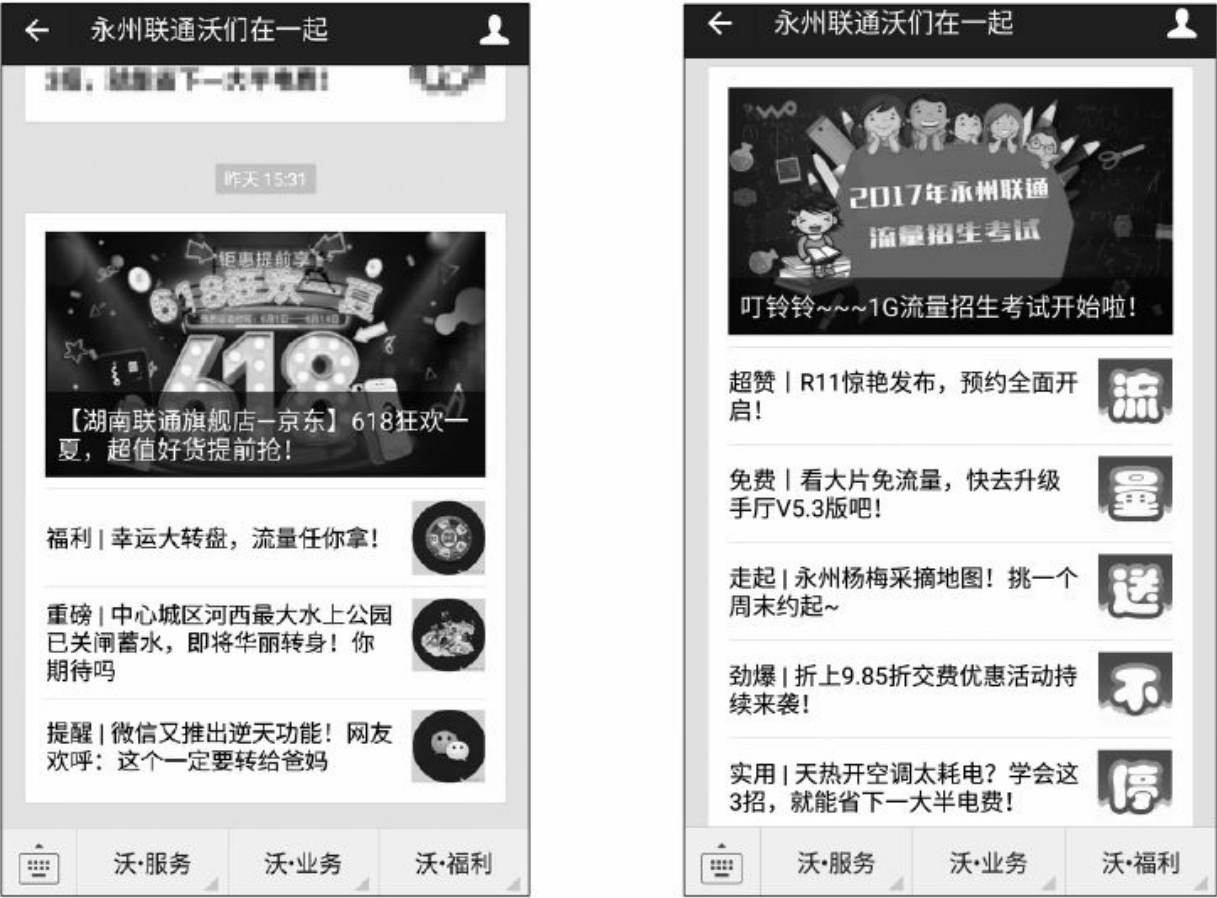 永州联通沃们在一起
3招，就能省下一大半电费！
昨天 15:31
钜惠提前享
618狂欢一夏
618
【湖南联通旗舰店—京东】618狂欢一
夏，超值好货提前抢！
福利 | 幸运大转盘，流量任你拿！
重磅 | 中心城区河西最大水上公园
已关闸蓄水，即将华丽转身！你
期待吗
提醒 | 微信又推出逆天功能！网友
欢呼：这个一定要转给爸妈
沃·服务
沃·业务
沃·福利
永州联通沃们在一起
2017年永州联通
流量招生考试
叮铃铃~~~1G流量招生考试开始啦！
超赞丨R11惊艳发布，预约全面开
启！
流
免费丨看大片免流量，快去升级
手厅V5.3版吧！
量
走起 | 永州杨梅采摘地图！挑一个
周末约起~
送
劲爆 | 折上9.85折交费优惠活动持
续来袭！
不
实用 | 天热开空调太耗电？学会这
3招，就能省下一大半电费！
停
沃·服务
沃·业务
沃·福利